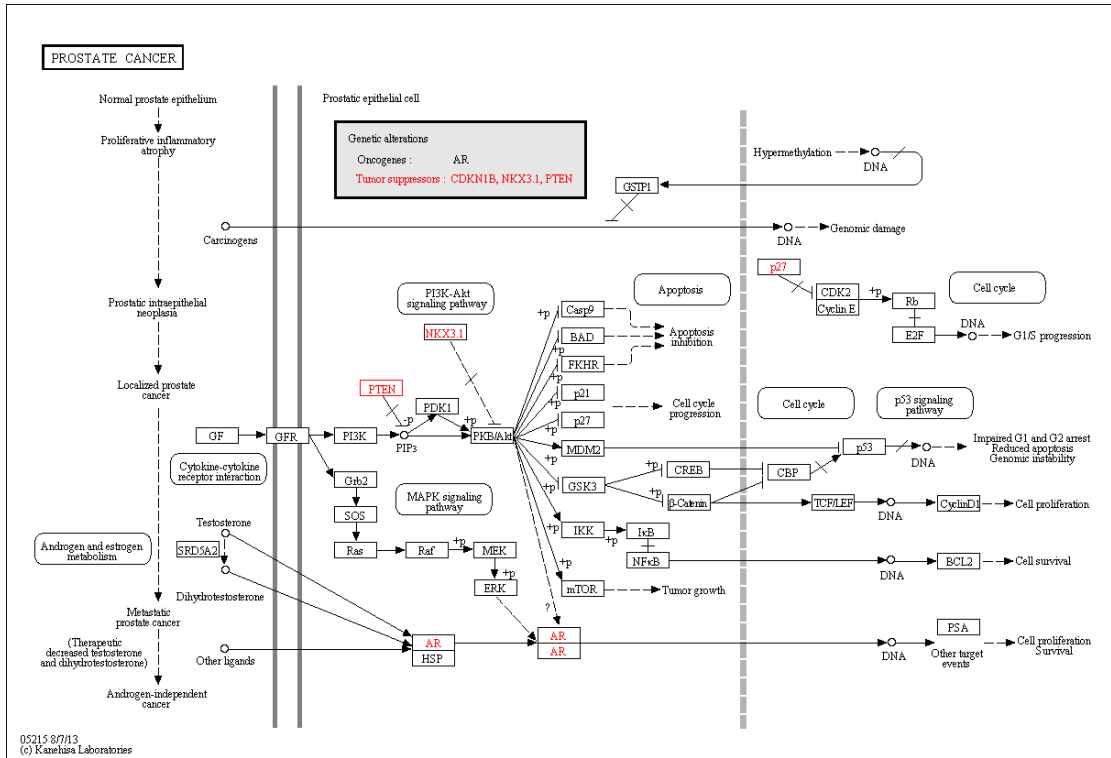 PROSTATE CANCER
Normal prostate epithelium
Proliferative inflammatory
atrophy
Prostatic intraepithelial
neoplasia
Localized prostate
cancer
Metastatic
prostate cancer
(Therapeutic
decreased testosterone
and dihydrotestosterone)
Androgen-independent
cancer
Prostatic epithelial cell
Genetic alterations
Oncogenes : AR
Tumor suppressors : CDKN1B, NKX3.1, PTEN
Hypermethylation
DNA
GSTP1
Carcinogens
DNA
Genomic damage
p27
CDK2
Cyclin E
+p
Rb
E2F
Cell cycle
DNA
G1/S progression
PI3K-Akt
signaling pathway
NKX3.1
Apoptosis
+p
Casp9
BAD
+p
FKHR
Apoptosis
inhibition
+p
p21
+p
p27
Cell cycle
progression
+p
MDM2
Cell cycle
p53 signaling
pathway
p53
DNA
Impaired G1 and G2 arrest
Reduced apoptosis
Genomic instability
PTEN
-p
PDK1
+p
GF
GFR
PI3K
PIP3
PKB/Akt
Cytokine-cytokine
receptor interaction
Grb2
SOS
Ras
Raf
+p
MEK
+p
ERK
MAPK signaling
pathway
+p
GSK3
+p
CREB
+p
β-Catenin
CBP
TCF/LEF
DNA
CyclinD1
Cell proliferation
+p
IKK
+p
IκB
NFκB
DNA
BCL2
Cell survival
+p
mTOR
Tumor growth
?
Androgen and estrogen
metabolism
Testosterone
SRD5A2
Dihydrotestosterone
Other ligands
AR
HSP
AR
AR
DNA
PSA
Other target
events
Cell proliferation
Survival
05215 8/7/13
(c) Kanehisa Laboratories